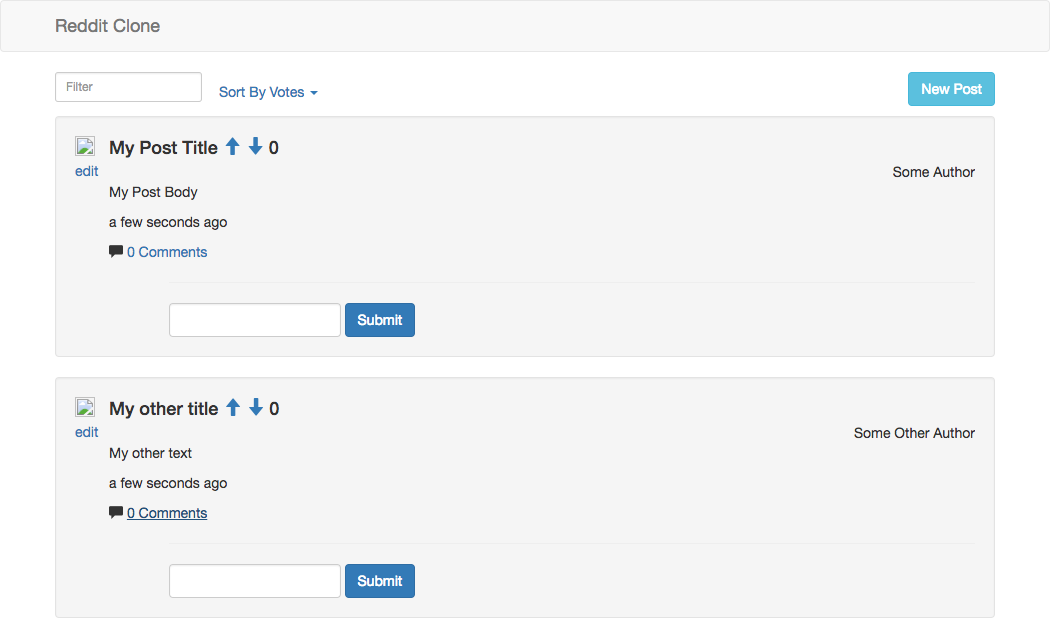 Reddit Clone
Filter
Sort By Votes
New Post
My Post Title 0
edit
Some Author
My Post Body
a few seconds ago
0 Comments
Submit
My other title 0
edit
Some Other Author
My other text
a few seconds ago
0 Comments
Submit